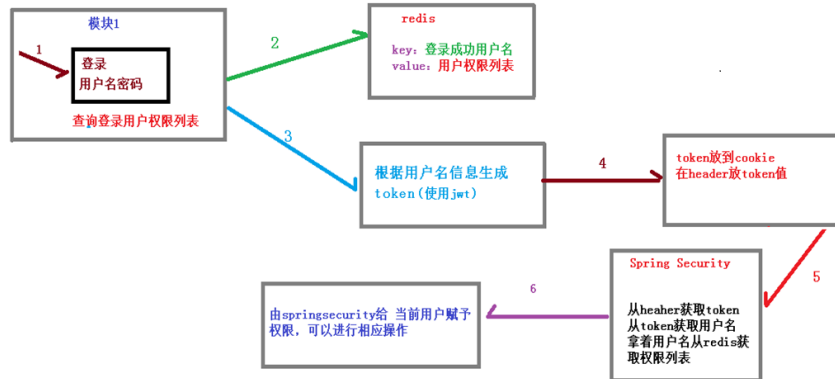 模块1
1
登录
用户名密码
查询登录用户权限列表
2
redis
key：登录成功用户名
value：用户权限列表
3
根据用户名信息生成
token(使用jwt)
4
token放到cookie
在header放token值
5
Spring Security
从heaher获取token
从token获取用户名
拿着用户名从redis获
取权限列表
6
由springsecurity给 当前用户赋予
权限，可以进行相应操作